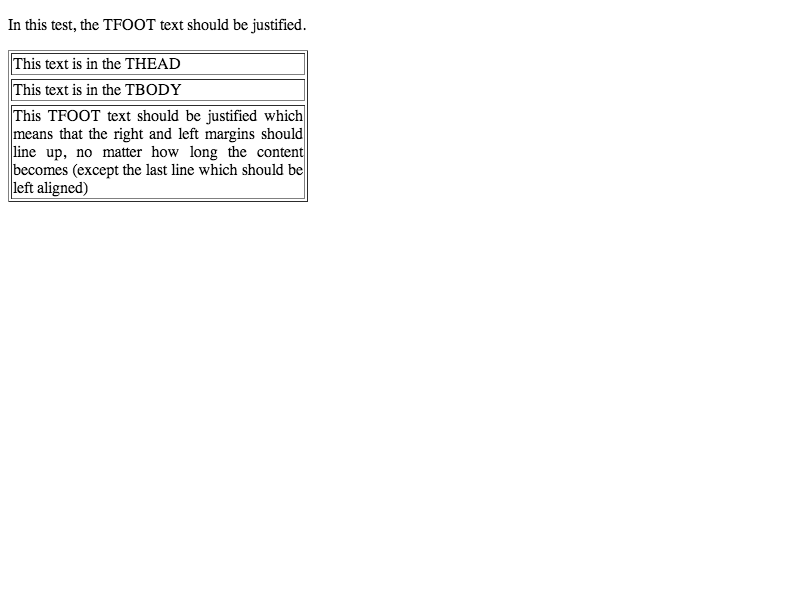 In this test, the TFOOT text should be justified.
This text is in the THEAD
This text is in the TBODY
This TFOOT text should be justified which
means that the right and left margins should
line up, no matter how long the content
becomes (except the last line which should be
left aligned)